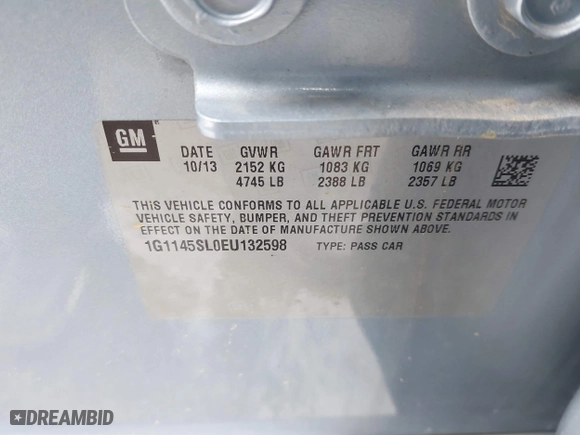 GM
DATE GVWR GAWR FRT GAWR RR
10/13 2152 KG 1083 KG 1069 KG
4745 LB 2388 LB 2357 LB
THIS VEHICLE CONFORMS TO ALL APPLICABLE U.S. FEDERAL MOTOR
VEHICLE SAFETY, BUMPER, AND THEFT PREVENTION STANDARDS IN
EFFECT ON THE DATE OF MANUFACTURE SHOWN ABOVE.
1G1145SL0EU132598 TYPE: PASS CAR
DREAMBID